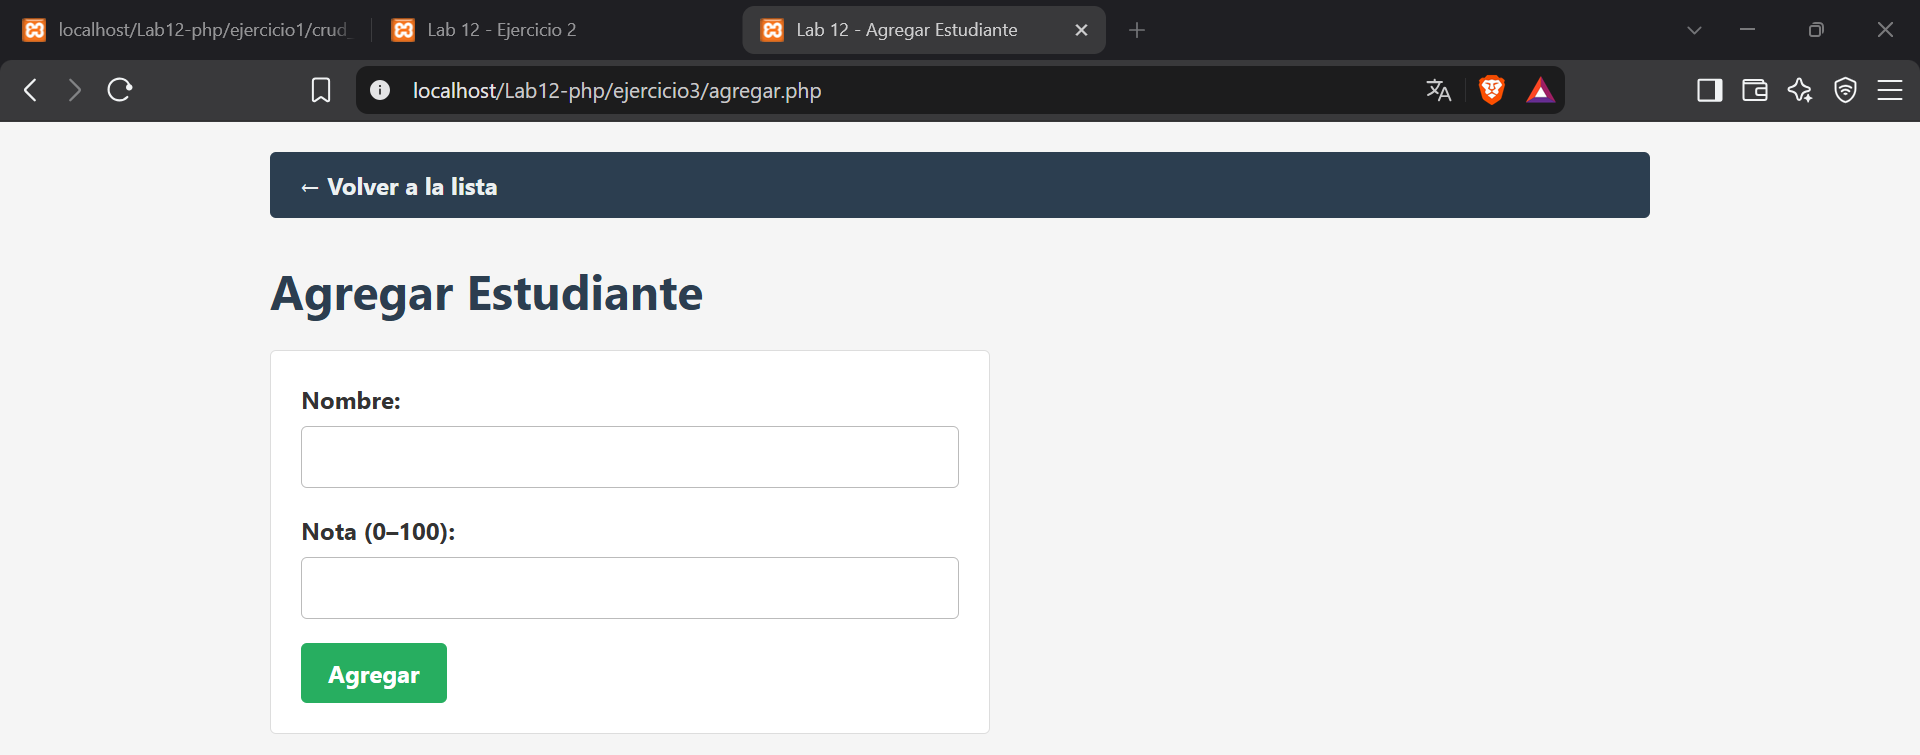 localhost/Lab12-php/ejercicio1/crud_
Lab 12 - Ejercicio 2
Lab 12 - Agregar Estudiante
localhost/Lab12-php/ejercicio3/agregar.php
← Volver a la lista
Agregar Estudiante
Nombre:
Nota (0–100):
Agregar